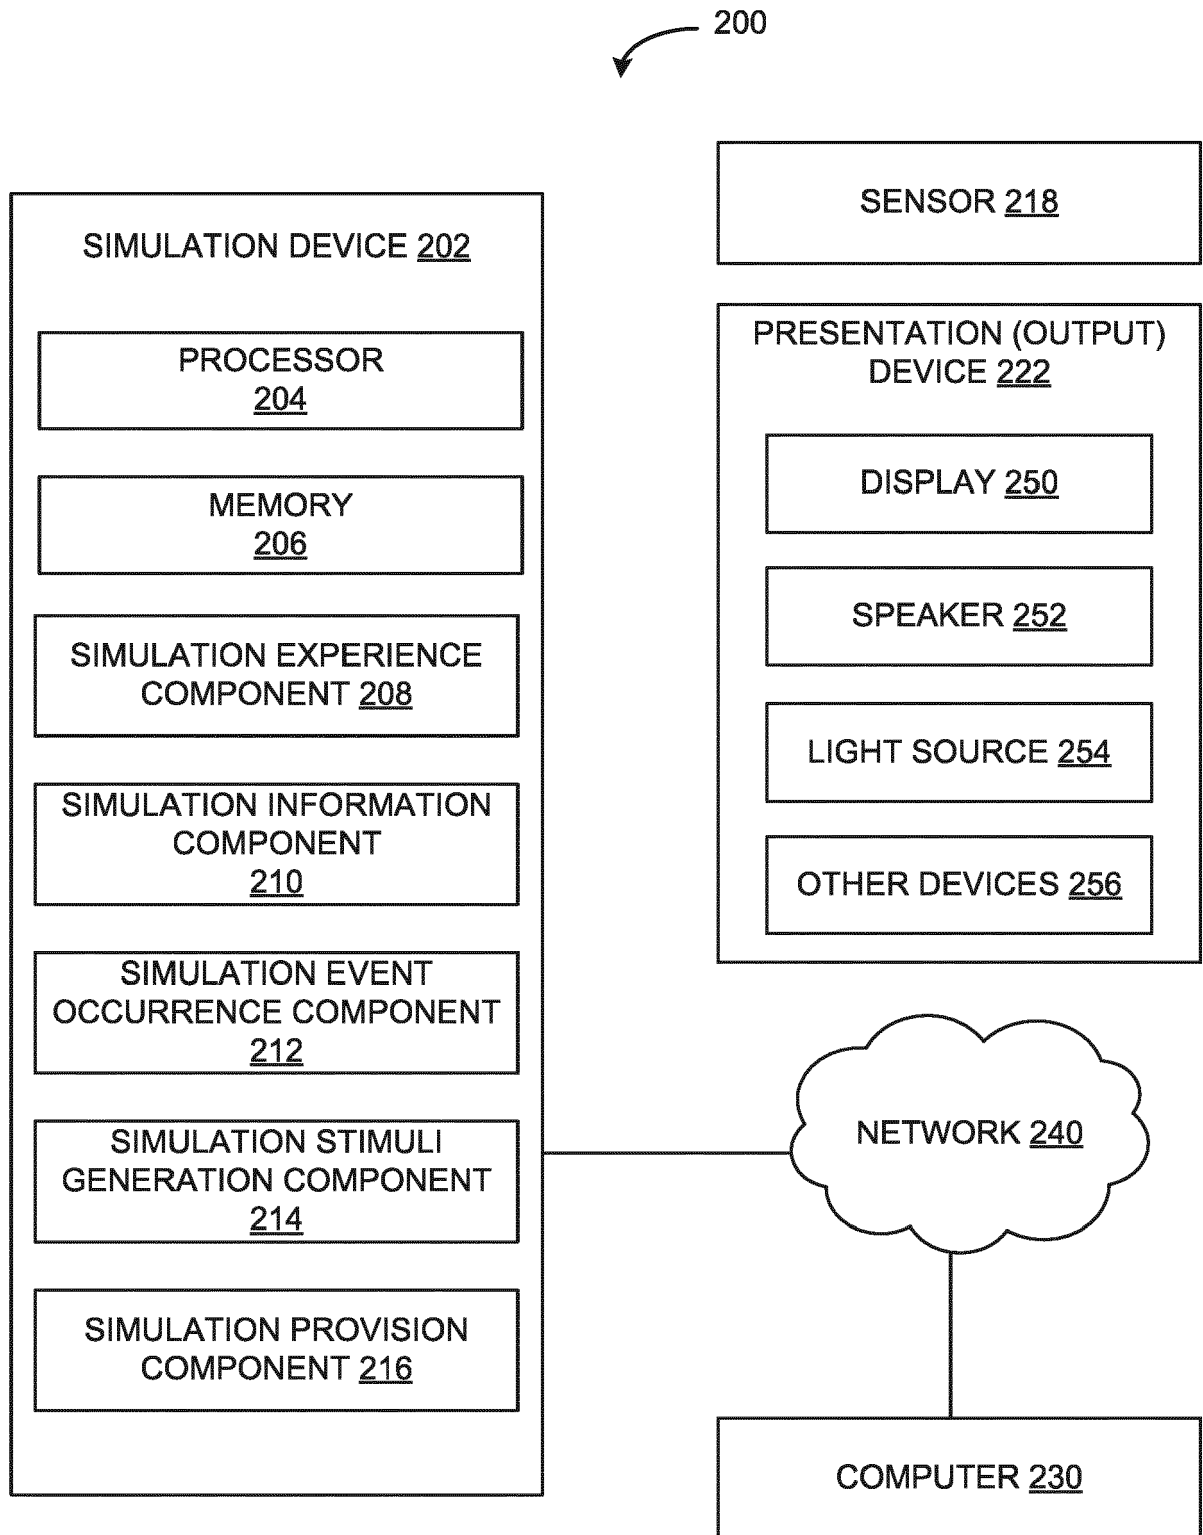 200
SIMULATION DEVICE 202
PROCESSOR
204
MEMORY
206
SIMULATION EXPERIENCE
COMPONENT 208
SIMULATION INFORMATION
COMPONENT
210
SIMULATION EVENT
OCCURRENCE COMPONENT
212
SIMULATION STIMULI
GENERATION COMPONENT
214
SIMULATION PROVISION
COMPONENT 216
SENSOR 218
PRESENTATION (OUTPUT)
DEVICE 222
DISPLAY 250
SPEAKER 252
LIGHT SOURCE 254
OTHER DEVICES 256
NETWORK 240
COMPUTER 230